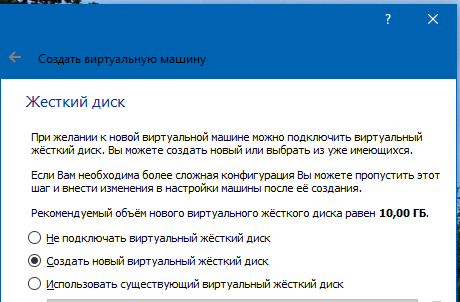 ?
Создать виртуальную машину
Жесткий диск
При желании к новой виртуальной машине можно подключить виртуальный
жёсткий диск. Вы можете создать новый или выбрать из уже имеющихся.
Если Вам необходима более сложная конфигурация Вы можете пропустить этот
шаг и внести изменения в настройки машины после её создания.
Рекомендуемый объём нового виртуального жёсткого диска равен 10,00 ГБ.
Не подключать виртуальный жёсткий диск
Создать новый виртуальный жёсткий диск
Использовать существующий виртуальный жёсткий диск